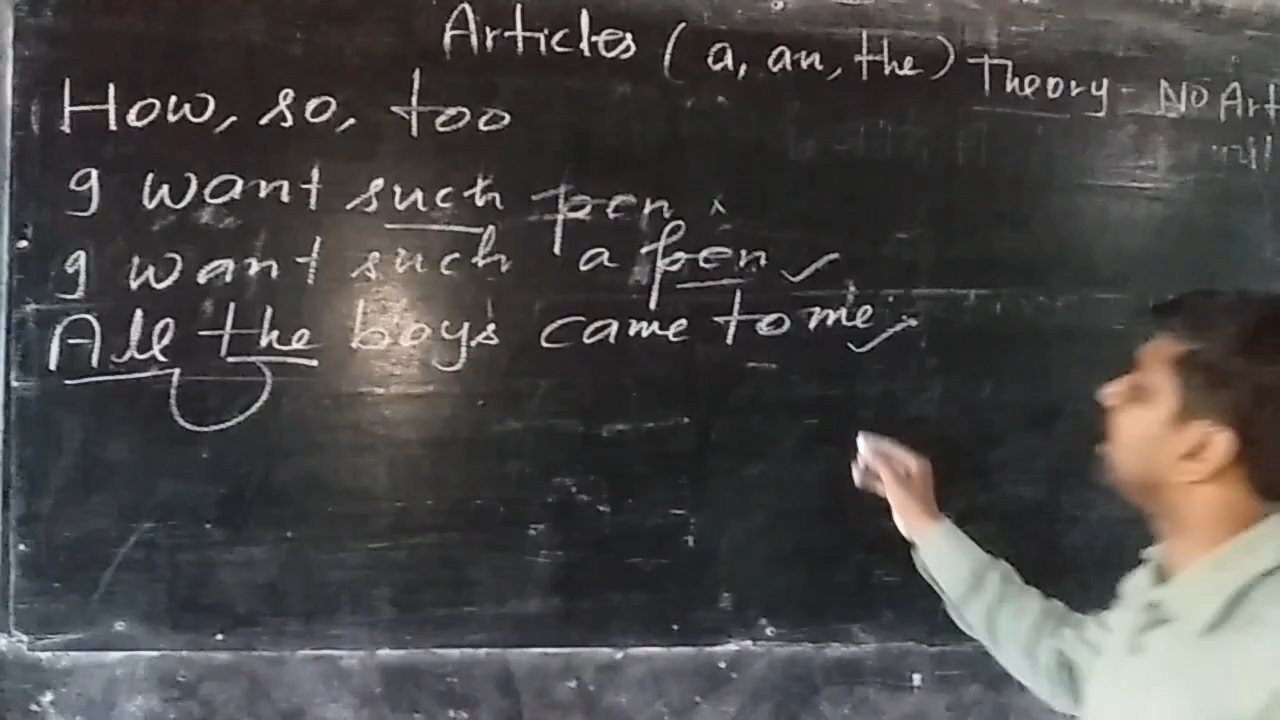 Articles (a, an, the) Theory - No Art
How, so, too
I want such pen ×
I want such a pen ✓
All the boys came to me, ✓